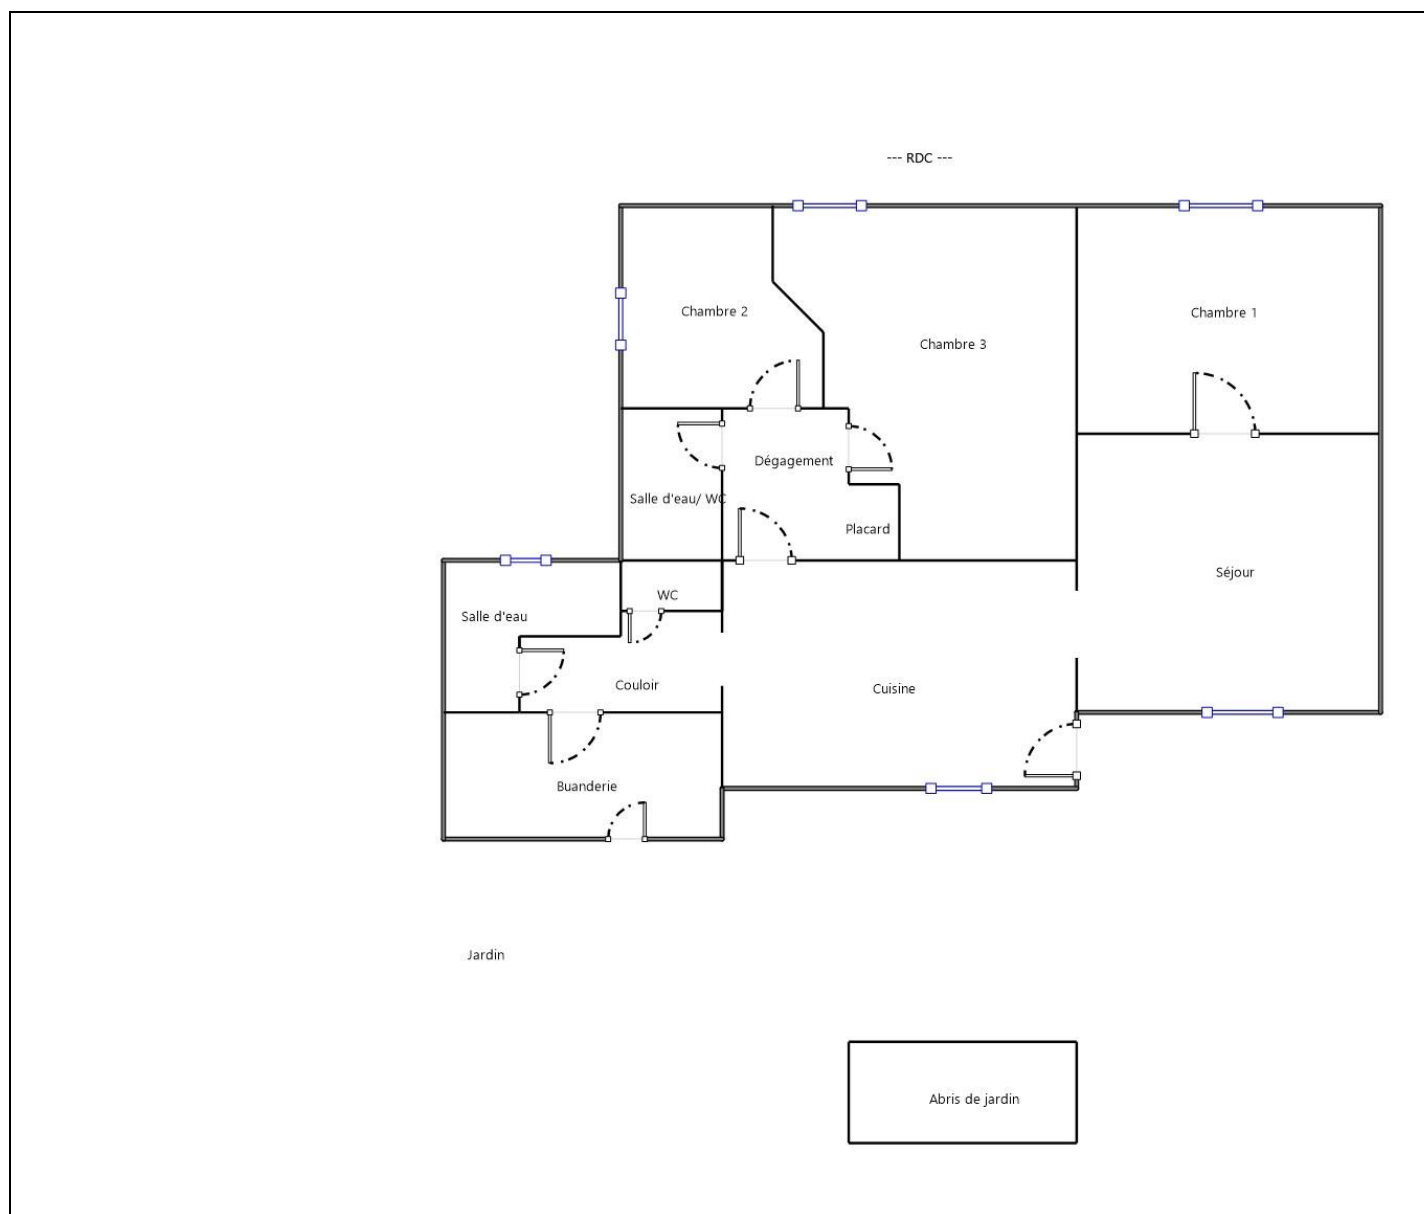 --- RDC ---
Chambre 2
Chambre 1
Chambre 3
Dégagement
Salle d'eau/ WC
Placard
Séjour
WC
Salle d'eau
Couloir
Cuisine
Buanderie
Jardin
Abris de jardin